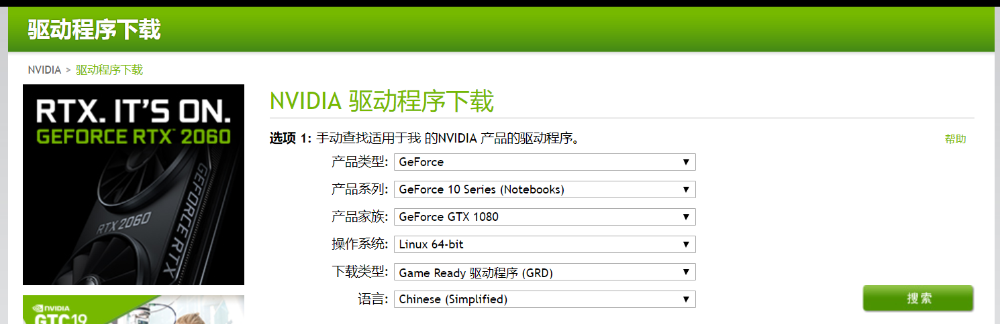 驱动程序下载
NVIDIA > 驱动程序下载
RTX. IT'S ON.
GEFORCE RTX™ 2060
GEFORCE RTX
RTX 2060
GEFORCE RTX
NVIDIA
GTC19
NVIDIA 驱动程序下载
选项 1: 手动查找适用于我 的NVIDIA 产品的驱动程序。
帮助
产品类型: GeForce
产品系列: GeForce 10 Series (Notebooks)
产品家族: GeForce GTX 1080
操作系统: Linux 64-bit
下载类型: Game Ready 驱动程序 (GRD)
语言: Chinese (Simplified)
搜索